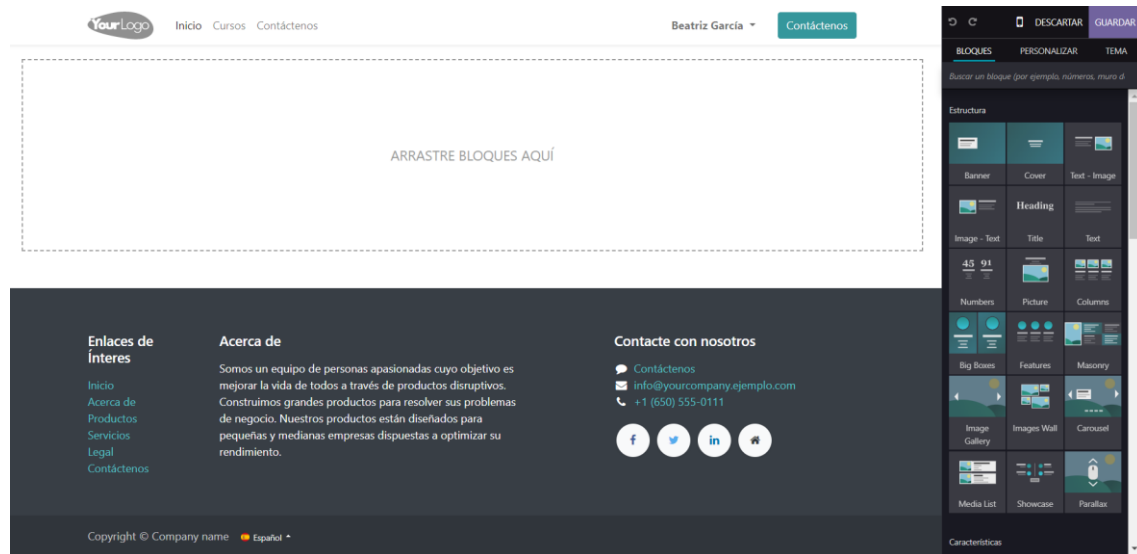 YourLogo
Inicio Cursos Contáctenos
Beatriz García
Contáctenos
DESCARTAR GUARDAR
BLOQUES PERSONALIZAR TEMA
Buscar un bloque (por ejemplo, números, muro d
ARRASTRE BLOQUES AQUÍ
Estructura
Banner Cover Text - Image
Heading
Image - Text Title Text
45 91
Numbers Picture Columns
Big Boxes Features Masonry
Image
Gallery
Images Wall Carousel
Media List Showcase Parallax
Características
Enlaces de
Ínteres
Inicio
Acerca de
Productos
Servicios
Legal
Contáctenos
Acerca de
Somos un equipo de personas apasionadas cuyo objetivo es
mejorar la vida de todos a través de productos disruptivos.
Construimos grandes productos para resolver sus problemas
de negocio. Nuestros productos están diseñados para
pequeñas y medianas empresas dispuestas a optimizar su
rendimiento.
Contacte con nosotros
Contáctenos
info@yourcompany.ejemplo.com
+1 (650) 555-0111
f in
Copyright © Company name Español